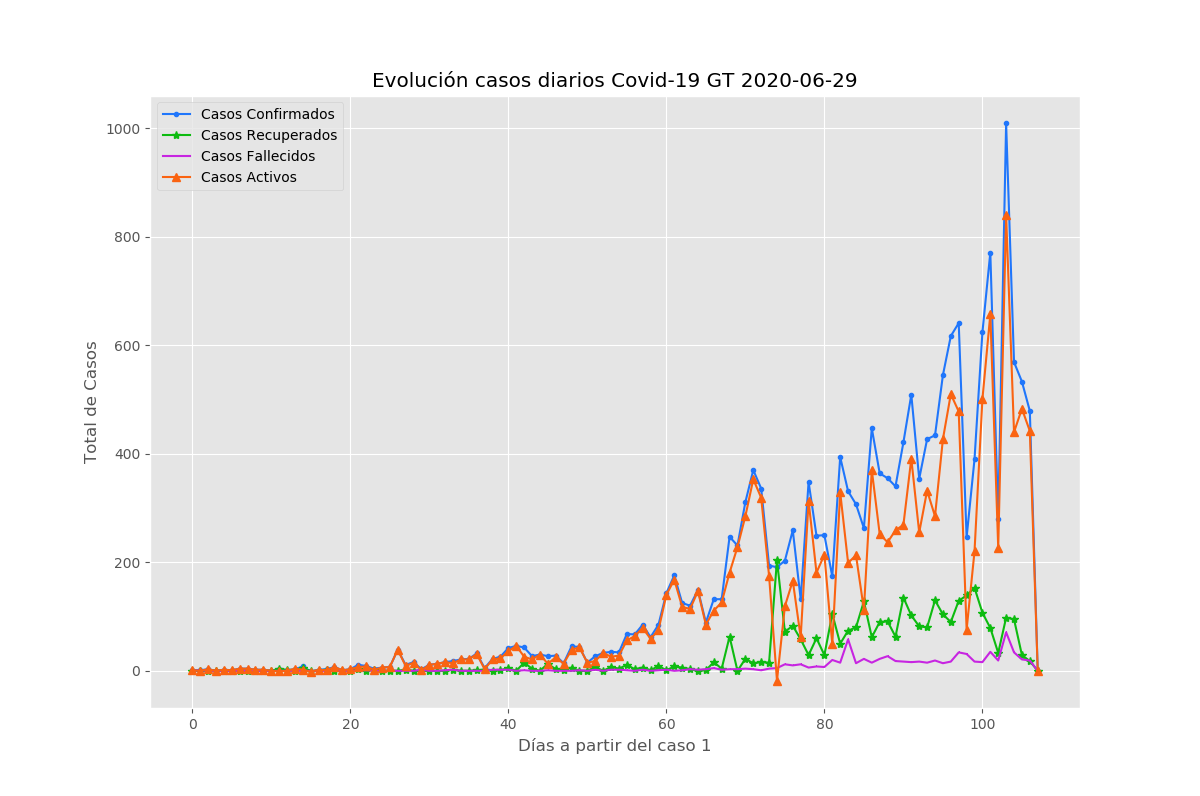 Evolución casos diarios Covid-19 GT 2020-06-29
Casos Confirmados
Casos Recuperados
Casos Fallecidos
Casos Activos
1000
800
600
400
200
0
Total de Casos
0 20 40 60 80 100
Días a partir del caso 1